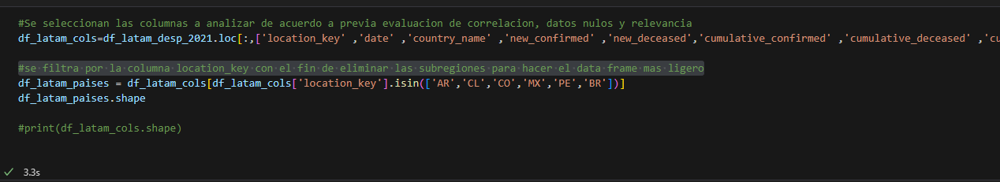 #Se seleccionan las columnas a analizar de acuerdo a previa evaluacion de correlacion, datos nulos y relevancia
df_latam_cols=df_latam_desp_2021.loc[:,['location_key' ,'date' ,'country_name' ,'new_confirmed' ,'new_deceased','cumulative_confirmed' ,'cumulative_deceased' ,'cu
#se filtra por la columna location_key con el fin de eliminar las subregiones para hacer el data frame mas ligero
df_latam_paises = df_latam_cols[df_latam_cols['location_key'].isin(['AR','CL','CO','MX','PE','BR'])]
df_latam_paises.shape
#print(df_latam_cols.shape)
3.3s